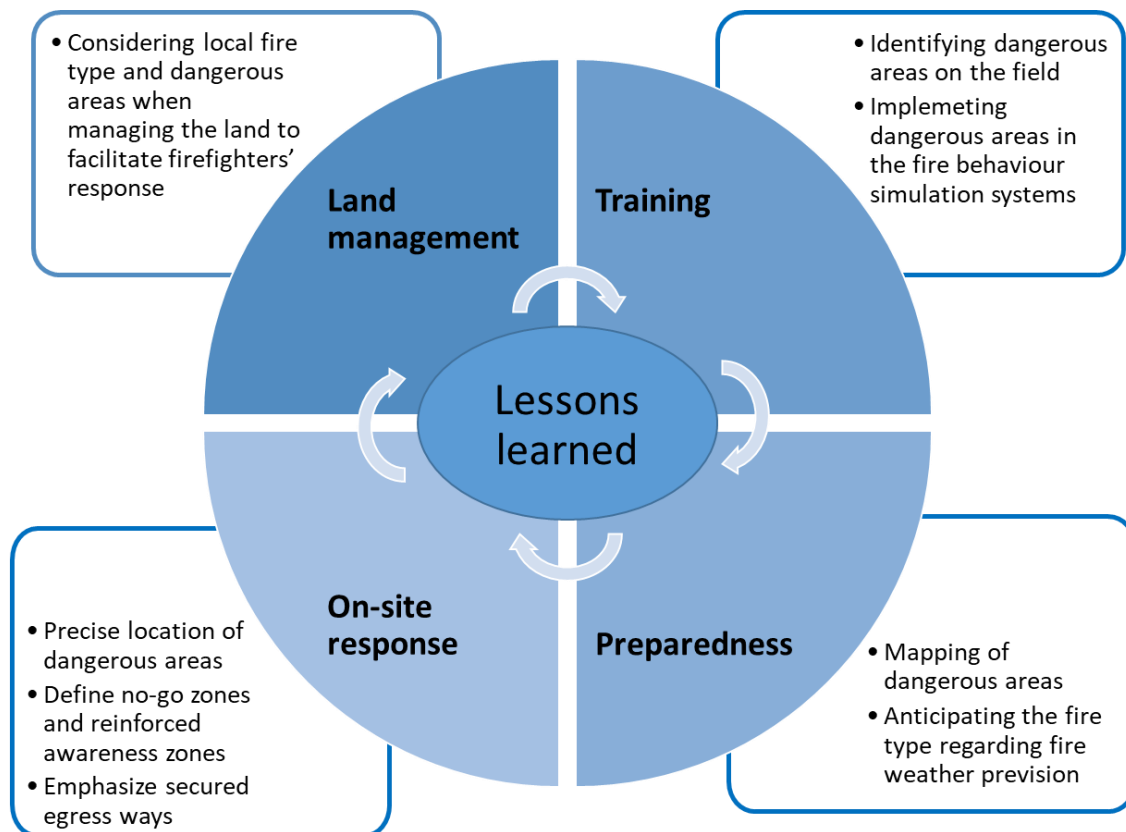 • Considering local fire
type and dangerous
areas when
managing the land to
facilitate firefighters’
response
• Identifying dangerous
areas on the field
• Implemeting
dangerous areas in
the fire behaviour
simulation systems
Land
management
Training
Lessons
learned
On-site
response
Preparedness
• Precise location of
dangerous areas
• Define no-go zones
and reinforced
awareness zones
• Emphasize secured
egress ways
• Mapping of
dangerous areas
• Anticipating the fire
type regarding fire
weather prevision